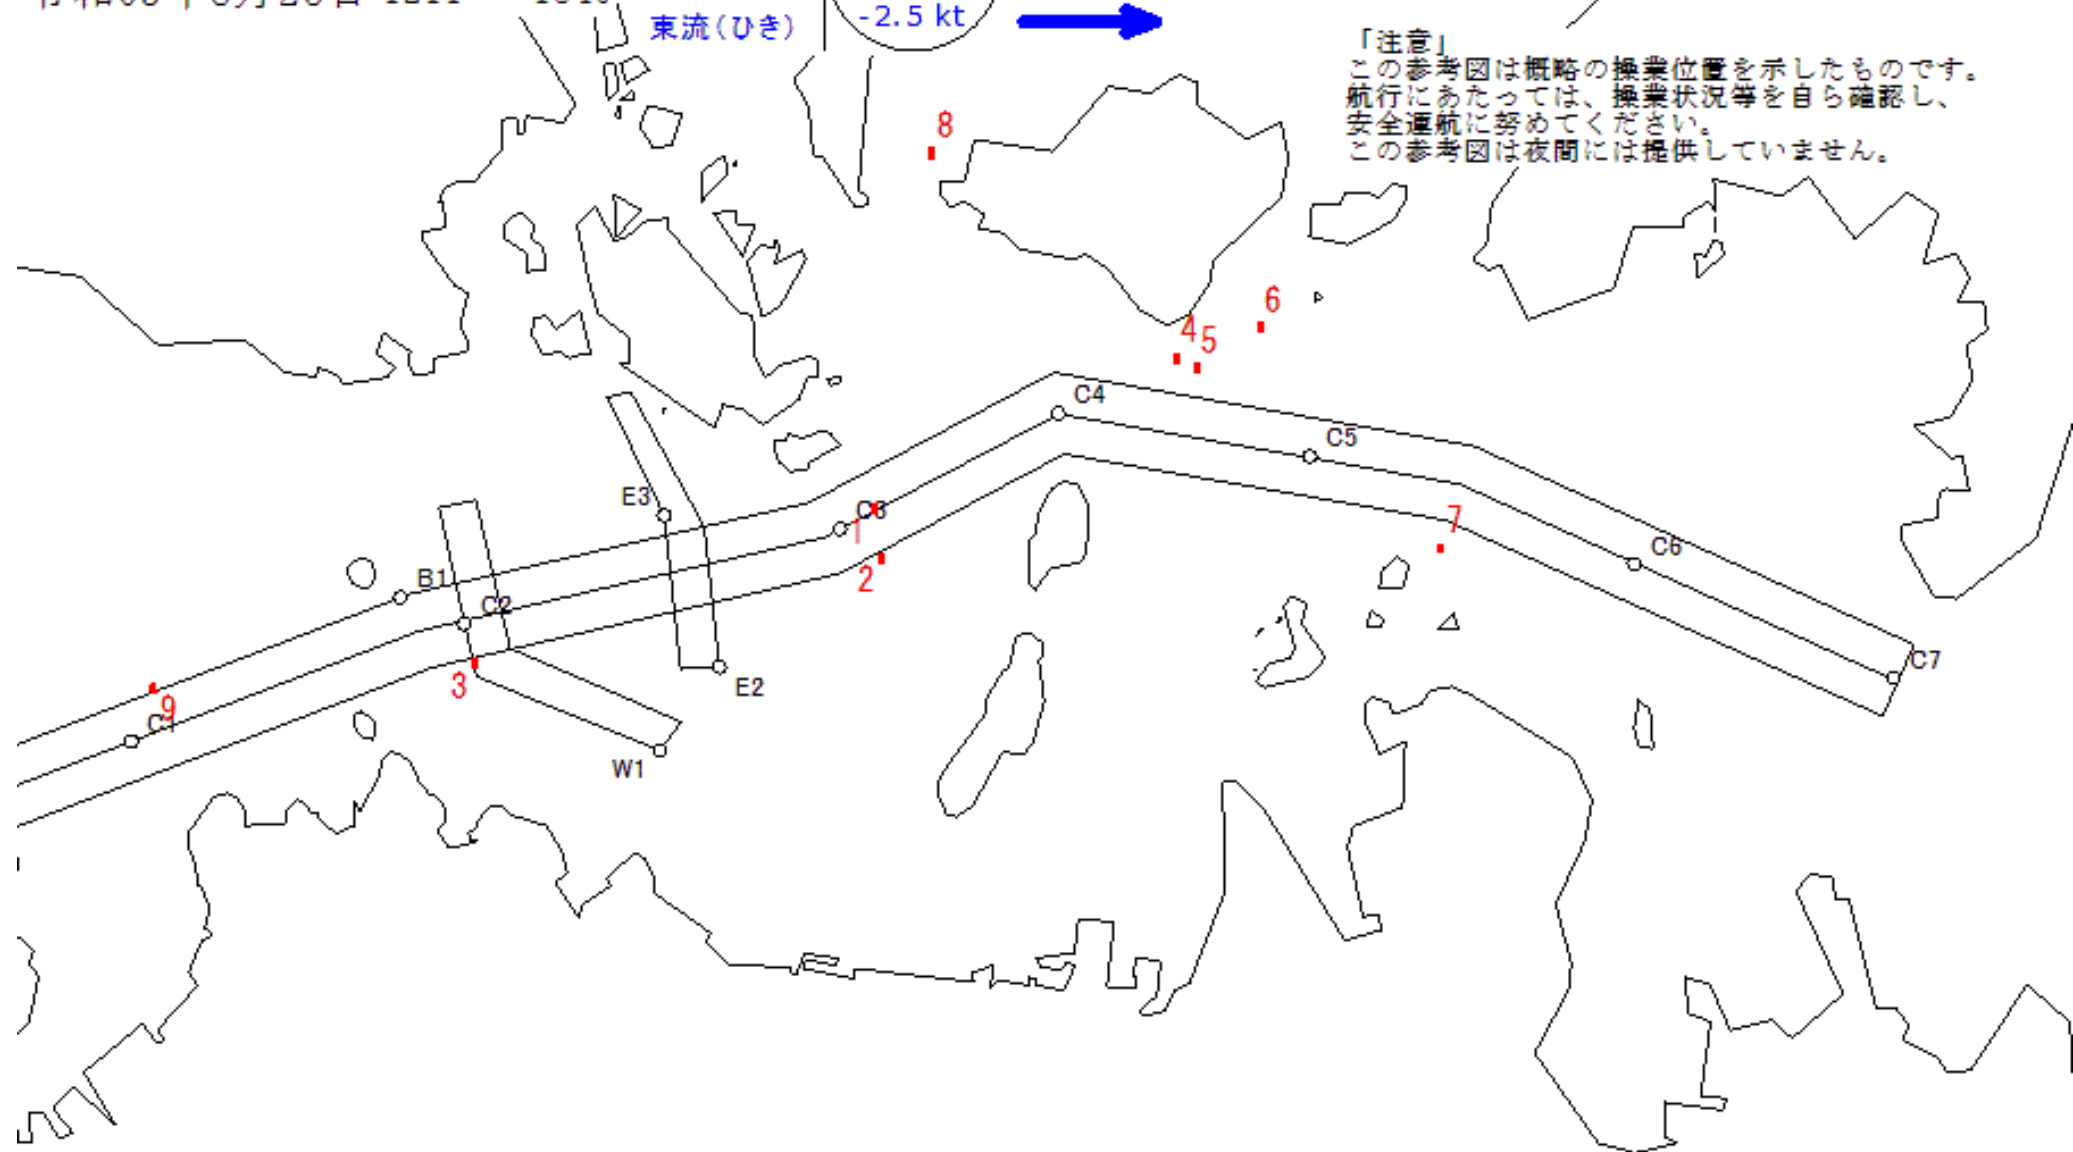 東流(ひき)
-2.5 kt
「注意」
この参考図は概略の操業位置を示したものです。
航行にあたっては、操業状況等を自ら確認し、
安全運航に努めてください。
この参考図は夜間には提供していません。
8
6
4
5
C4
C5
E3
C3
1
7
C6
B1
2
C2
C7
3
E2
9
C1
W1